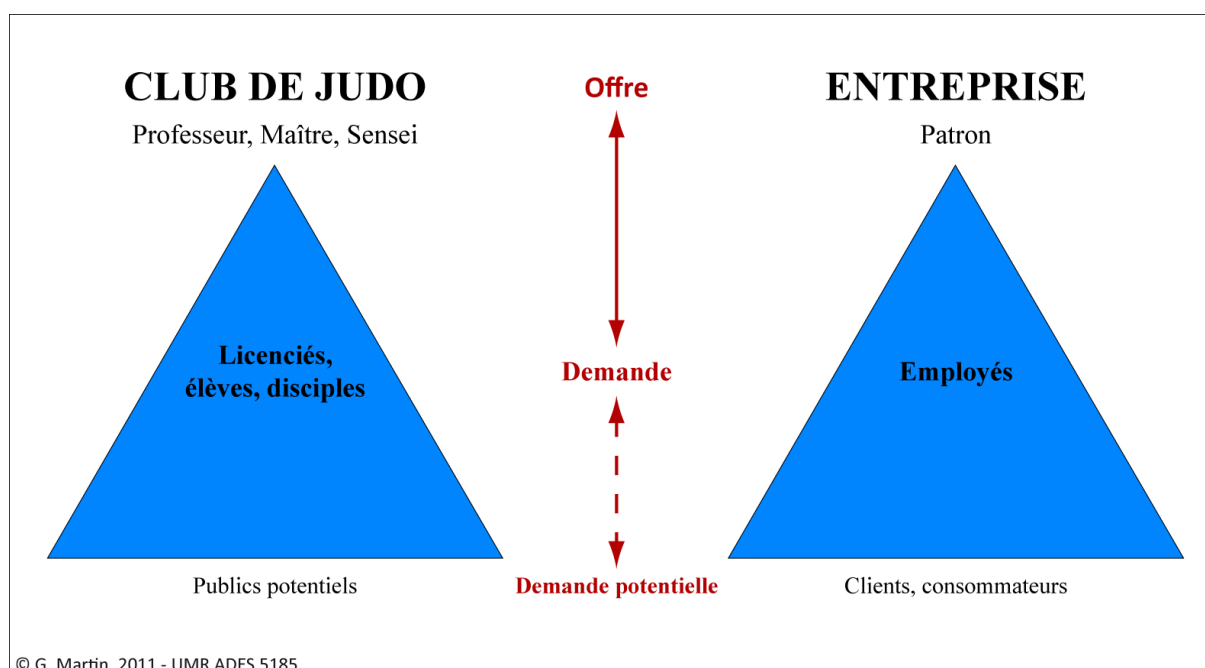 CLUB DE JUDO
Professeur, Maître, Sensei
Licenciés,
élèves, disciples
Publics potentiels
Offre
Demande
Demande potentielle
ENTREPRISE
Patron
Employés
Clients, consommateurs
© G. Martin, 2011 - UMR ADES 5185